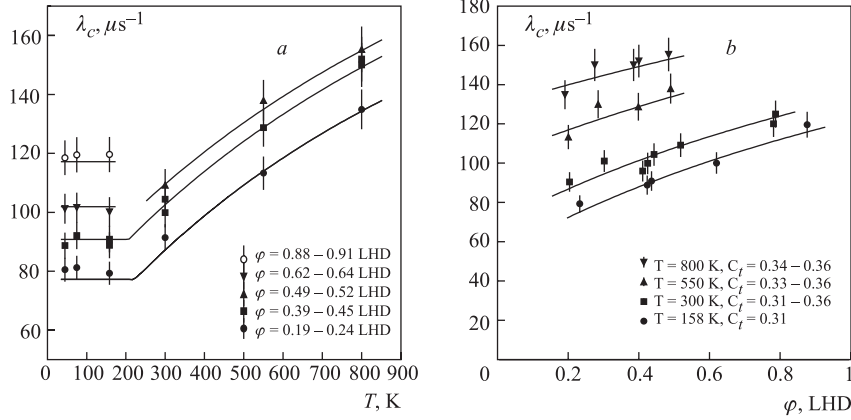 λc, μs−1
a
160
140
120
100
80
60
φ = 0.88 − 0.91 LHD
φ = 0.62 − 0.64 LHD
φ = 0.49 − 0.52 LHD
φ = 0.39 − 0.45 LHD
φ = 0.19 − 0.24 LHD
0 100 200 300 400 500 600 700 800 900
T, K
λc, μs−1
b
180
160
140
120
100
80
60
40
20
0
T = 800 K, Ct = 0.34 − 0.36
T = 550 K, Ct = 0.33 − 0.36
T = 300 K, Ct = 0.31 − 0.36
T = 158 K, Ct = 0.31
0 0.2 0.4 0.6 0.8 1
φ, LHD